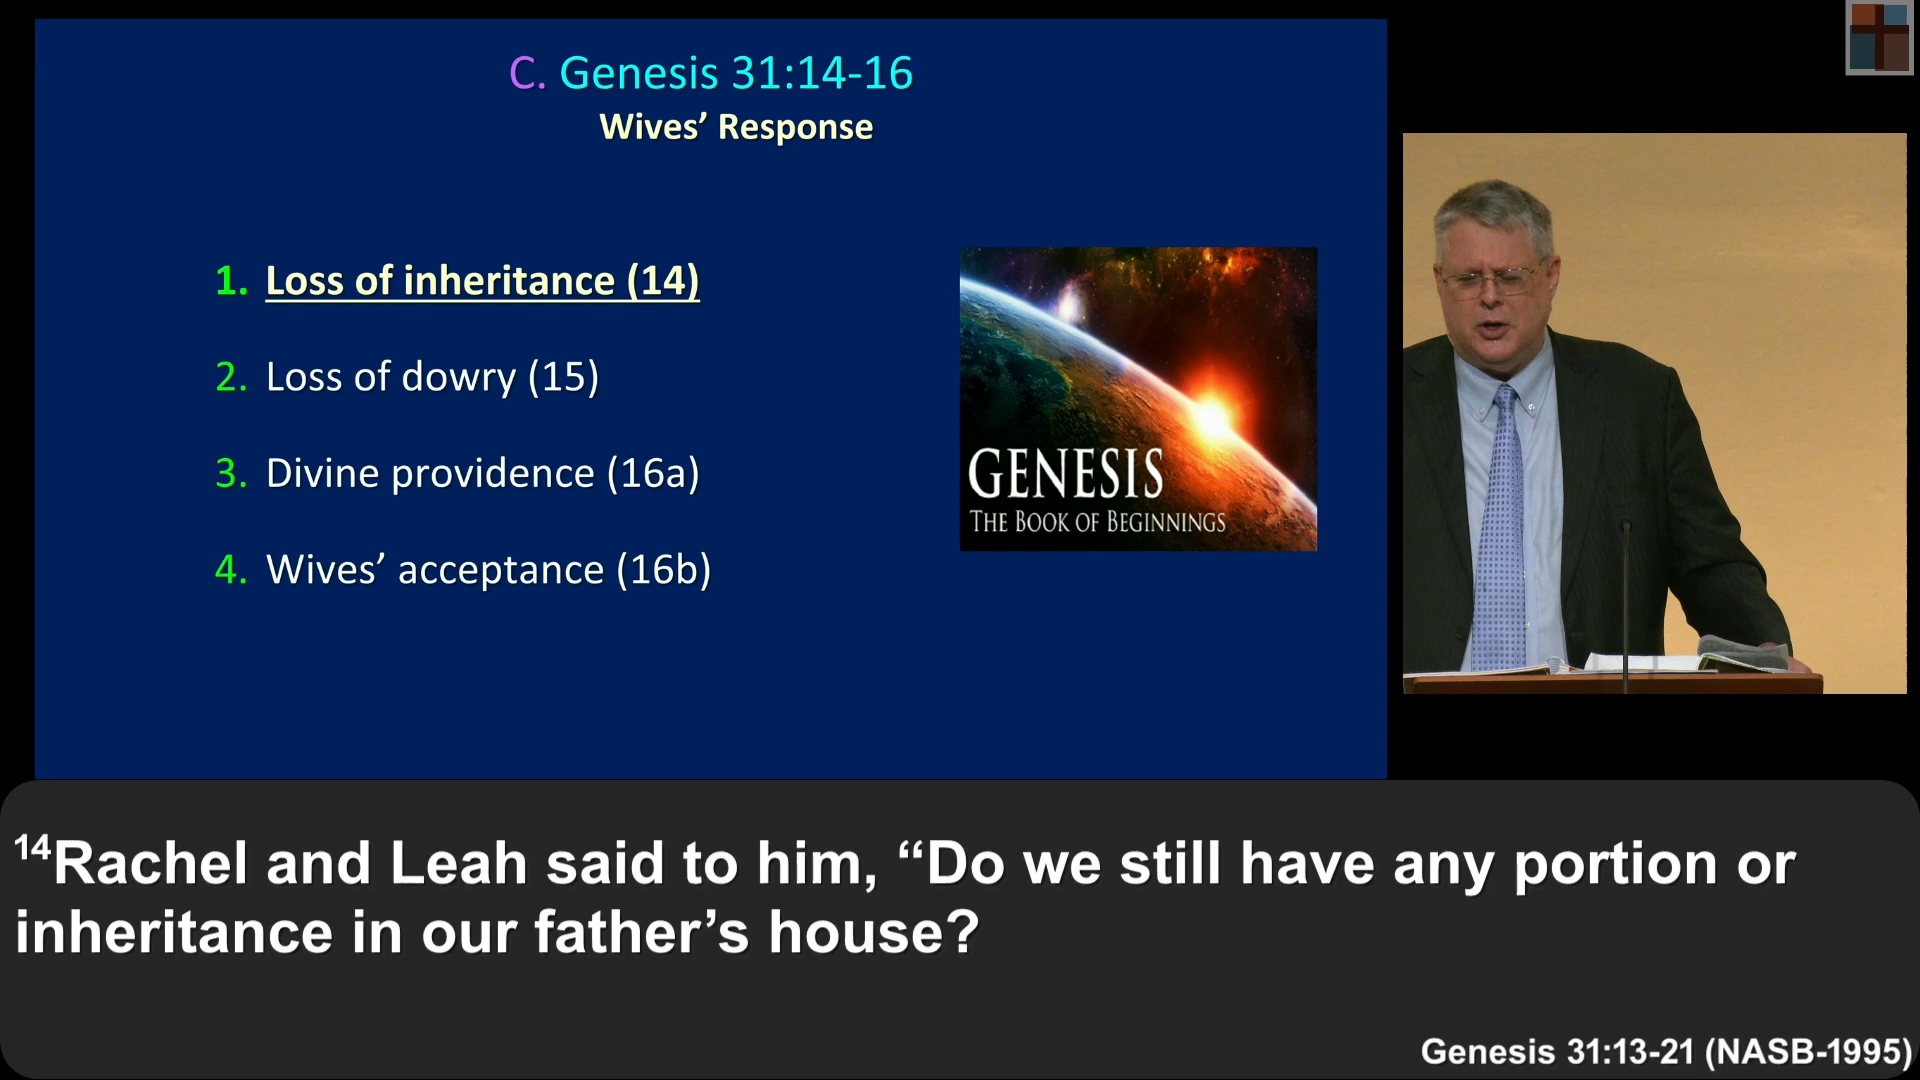 C. Genesis 31:14-16
Wives’ Response
1. Loss of inheritance (14)
2. Loss of dowry (15)
3. Divine providence (16a)
4. Wives’ acceptance (16b)
GENESIS
THE BOOK OF BEGINNINGS
14Rachel and Leah said to him, “Do we still have any portion or
inheritance in our father’s house?
Genesis 31:13-21 (NASB-1995)